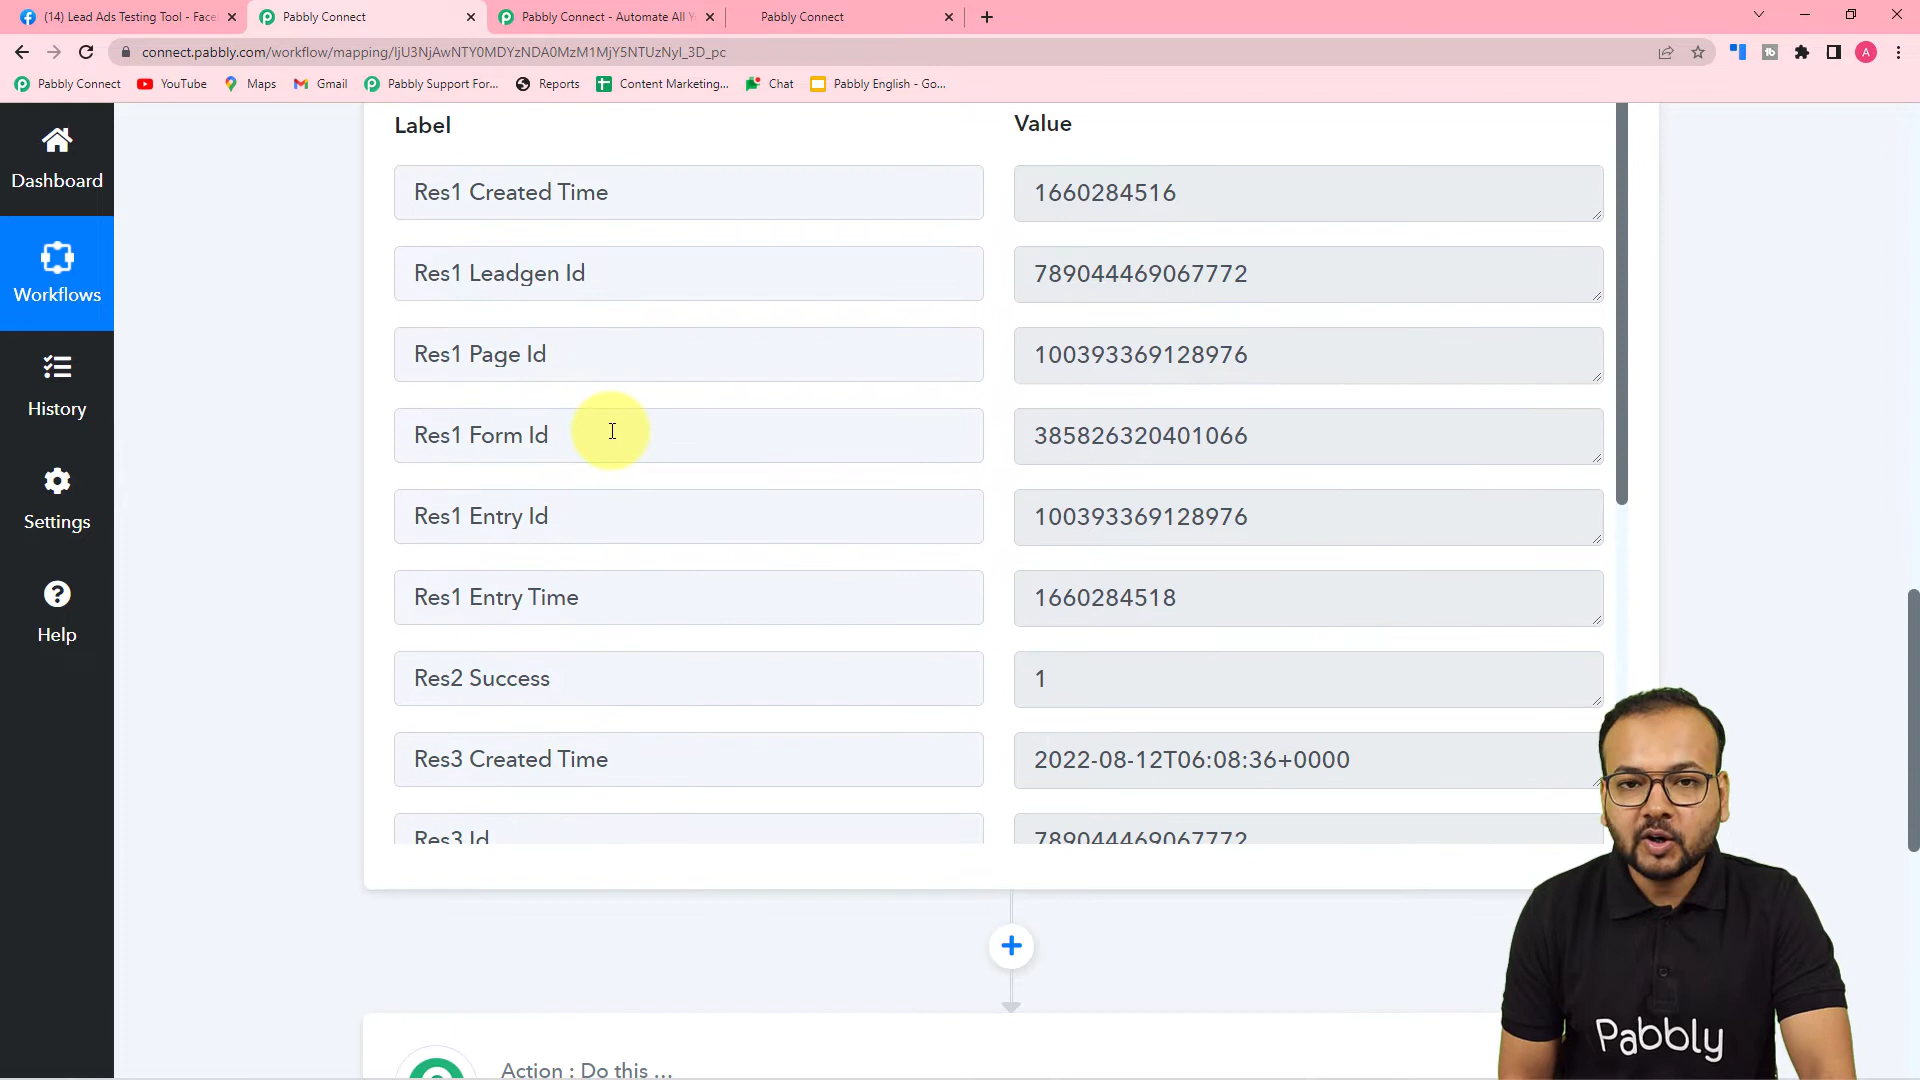 (14) Lead Ads Testing Tool - Face
Pabbly Connect
Pabbly Connect - Automate All Y
Pabbly Connect
connect.pabbly.com/workflow/mapping/IjU3NjAwNTY0MDYzNDA0MzM1MjY5NTUzNyI_3D_pc
A
Pabbly Connect
YouTube
Maps
Gmail
Pabbly Support For...
Reports
Content Marketing...
Chat
Pabbly English - Go...
Dashboard
Workflows
History
Settings
Help
Label Value
Res1 Created Time 1660284516
Res1 Leadgen Id 789044469067772
Res1 Page Id 100393369128976
Res1 Form Id 385826320401066
Res1 Entry Id 100393369128976
Res1 Entry Time 1660284518
Res2 Success 1
Res3 Created Time 2022-08-12T06:08:36+0000
Res3 Id 789044469067772
Action : Do this ...
Pabbly